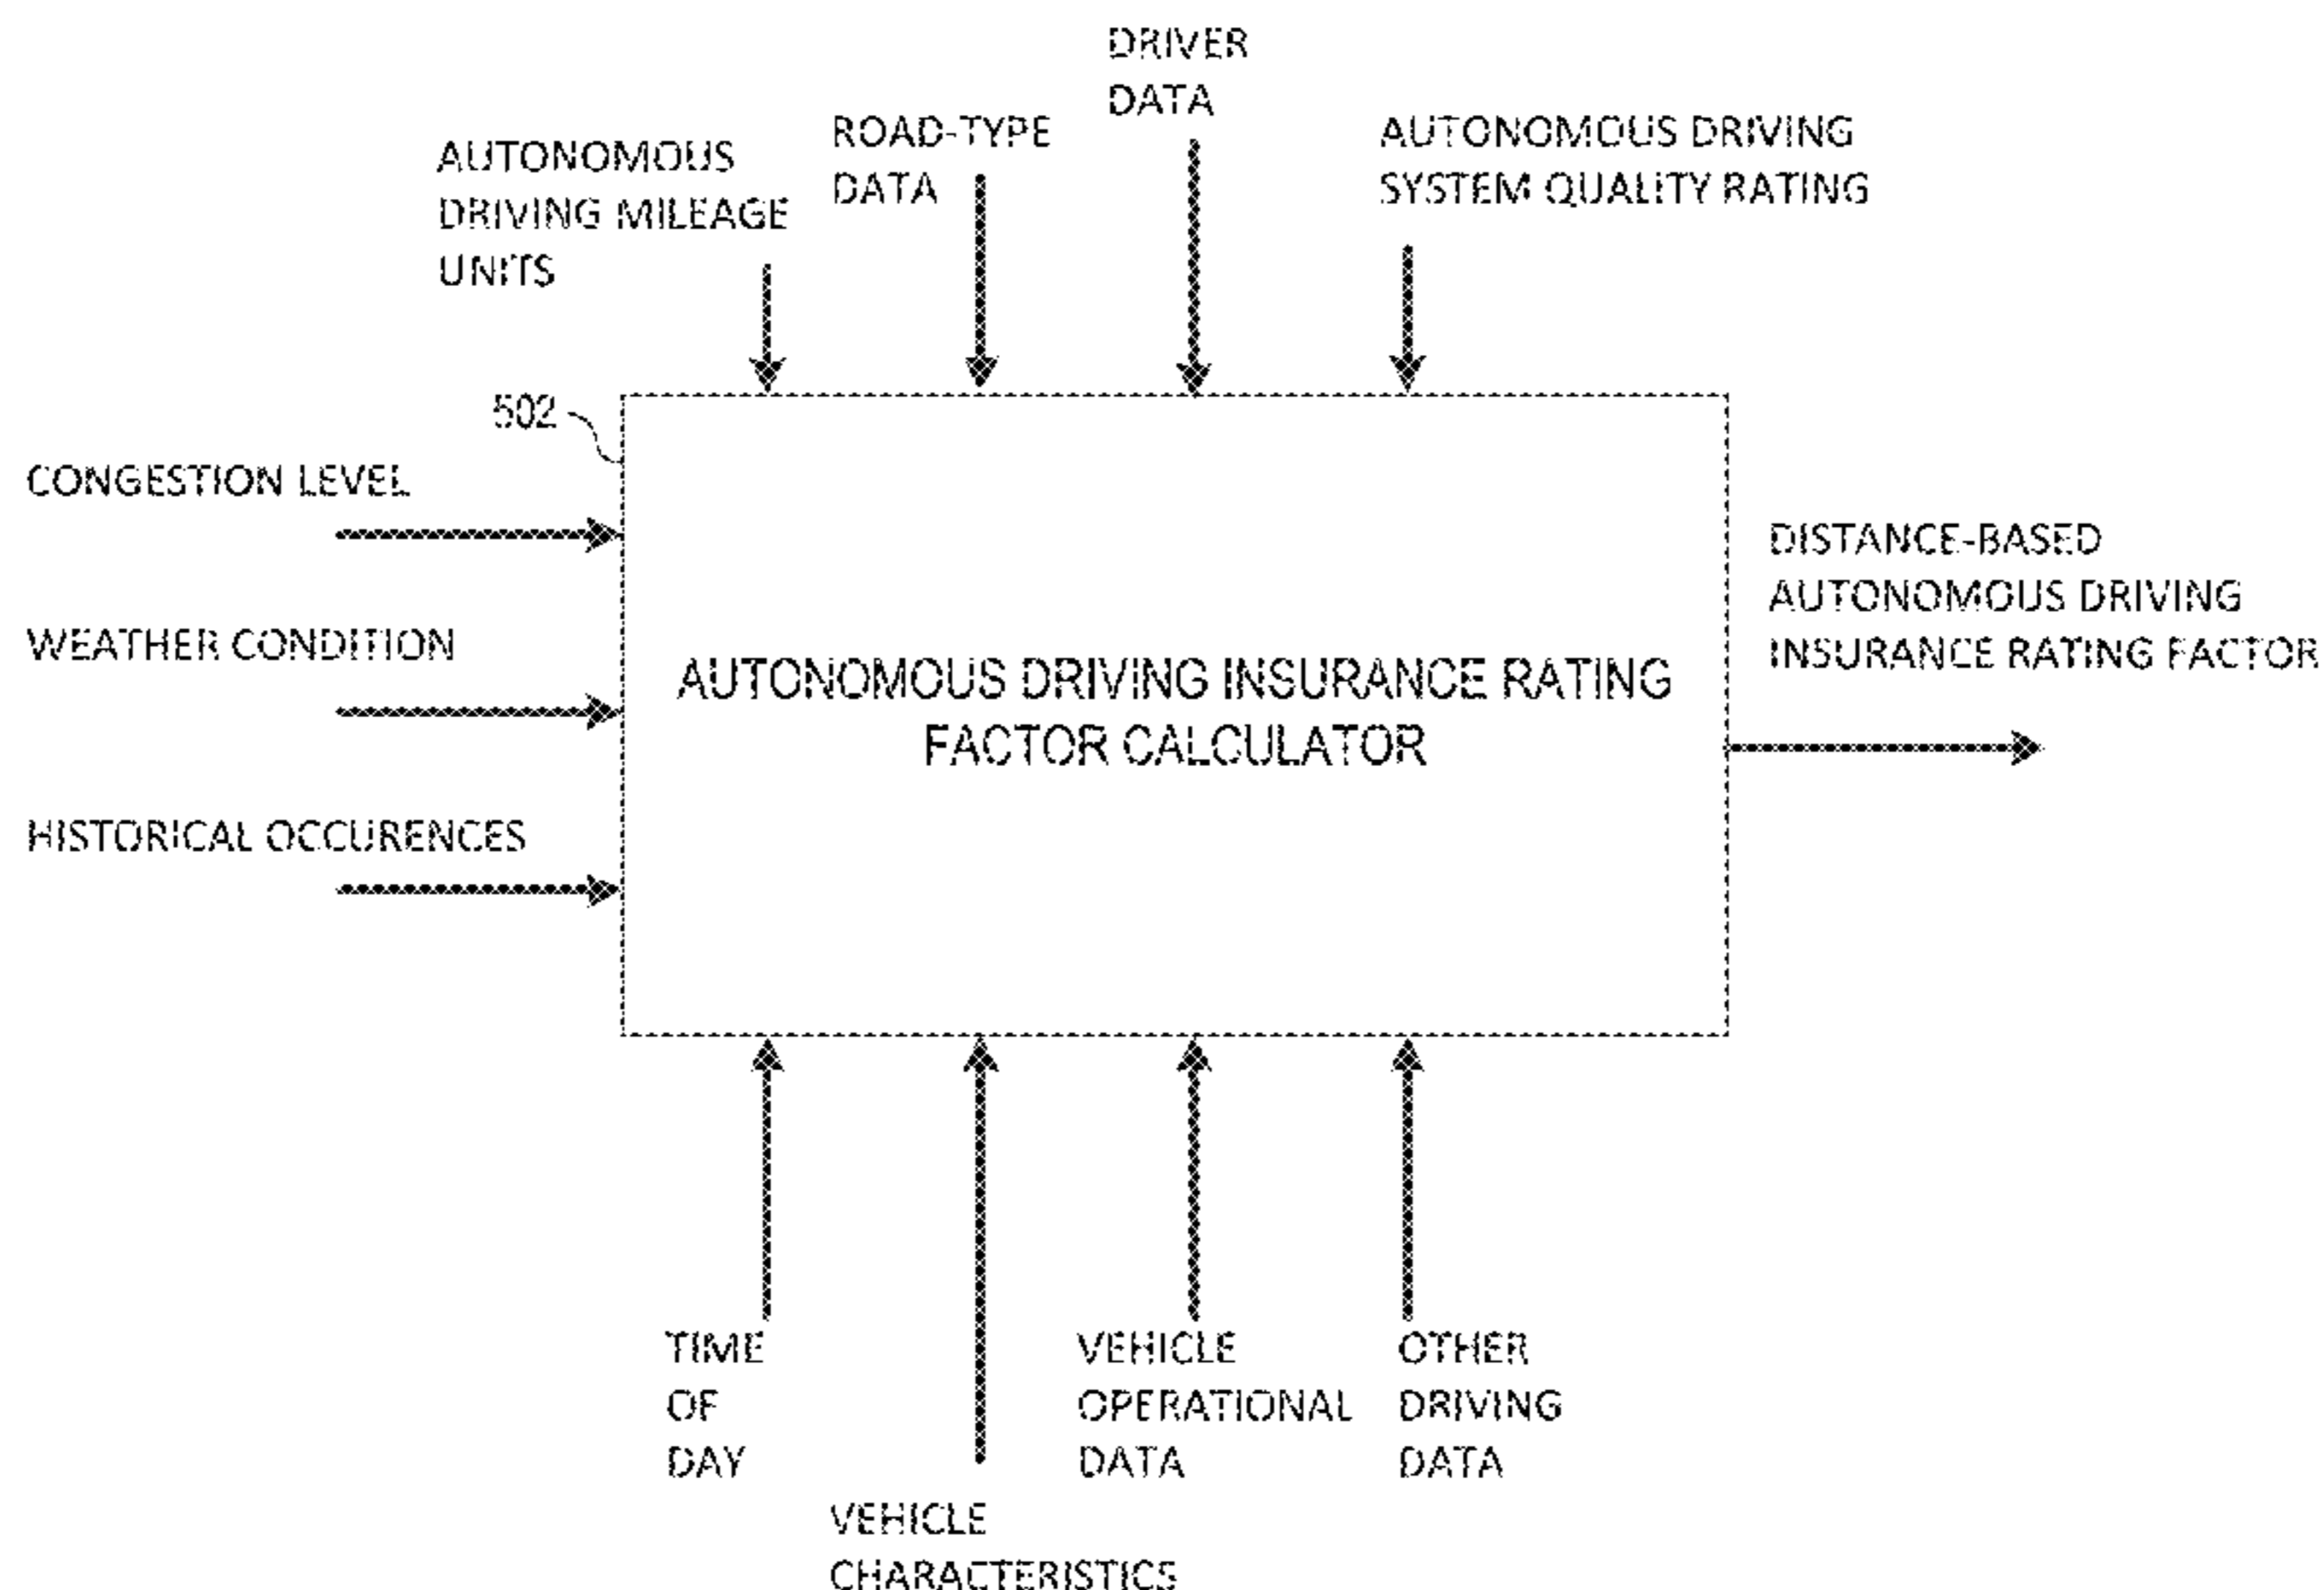 DRIVER
DATA
AUTONOMOUS
DRIVING MILEAGE
UNITS
ROAD-TYPE
DATA
AUTONOMOUS DRIVING
SYSTEM QUALITY RATING
502
CONGESTION LEVEL
WEATHER CONDITION
HISTORICAL OCCURENCES
AUTONOMOUS DRIVING INSURANCE RATING
FACTOR CALCULATOR
DISTANCE-BASED
AUTONOMOUS DRIVING
INSURANCE RATING FACTOR
TIME
OF
DAY
VEHICLE
CHARACTERISTICS
VEHICLE
OPERATIONAL
DATA
OTHER
DRIVING
DATA